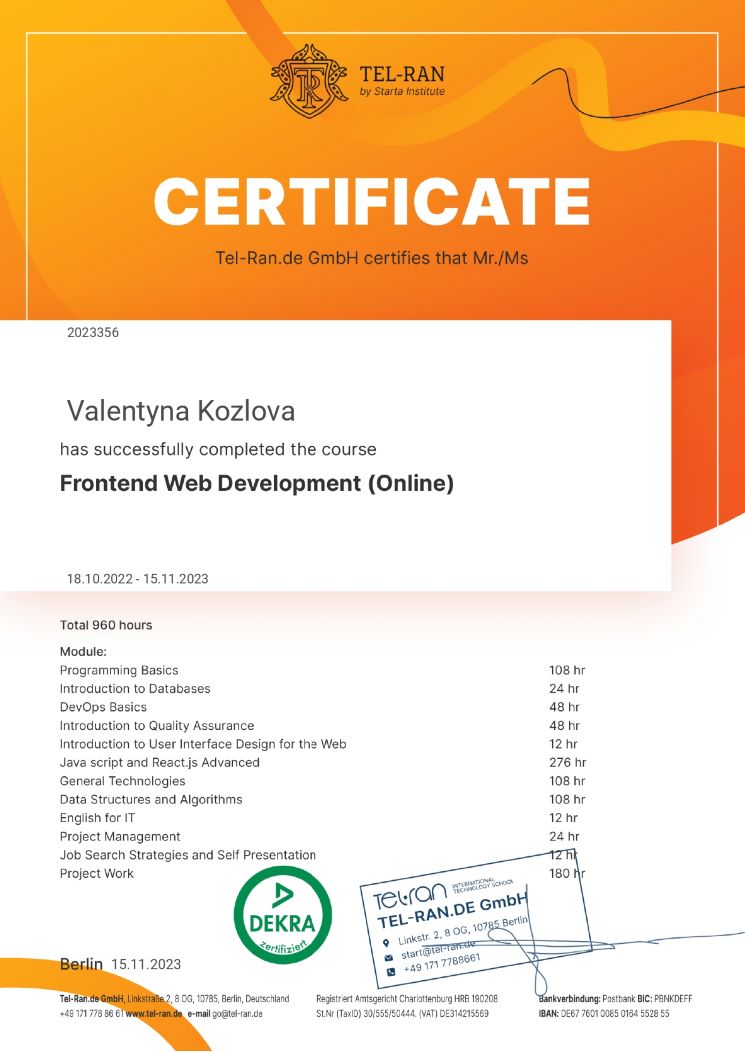 TEL-RAN
by Starta Institute
CERTIFICATE
Tel-Ran.de GmbH certifies that Mr./Ms
2023356
Valentyna Kozlova
has successfully completed the course
Frontend Web Development (Online)
18.10.2022 - 15.11.2023
Total 960 hours
Module:
Programming Basics 108 hr
Introduction to Databases 24 hr
DevOps Basics 48 hr
Introduction to Quality Assurance 48 hr
Introduction to User Interface Design for the Web 12 hr
Java script and React.js Advanced 276 hr
General Technologies 108 hr
Data Structures and Algorithms 108 hr
English for IT 12 hr
Project Management 24 hr
Job Search Strategies and Self Presentation 12 hr
Project Work 180 hr
DEKRA
zertifiziert
tel-ran INTERNATIONAL TECHNOLOGY SCHOOL
TEL-RAN.DE GmbH
Linkstr. 2, 8 OG, 10785 Berlin
start@tel-ran.de
+49 171 7788661
Berlin 15.11.2023
Tel-Ran.de GmbH, Linkstraße 2, 8 OG, 10785, Berlin, Deutschland
+49 171 778 86 61 www.tel-ran.de e-mail go@tel-ran.de
Registriert Amtsgericht Charlottenburg HRB 190208
St.Nr (TaxID) 30/555/50444. (VAT) DE314215569
Bankverbindung: Postbank BIC: PBNKDEFF
IBAN: DE67 7601 0085 0164 5528 55